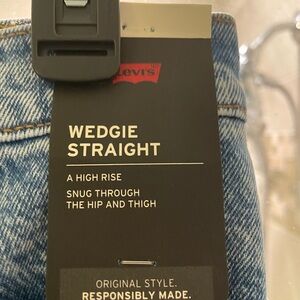 Levi's
WEDGIE
STRAIGHT
A HIGH RISE
SNUG THROUGH
THE HIP AND THIGH
ORIGINAL STYLE.
RESPONSIBLY MADE.